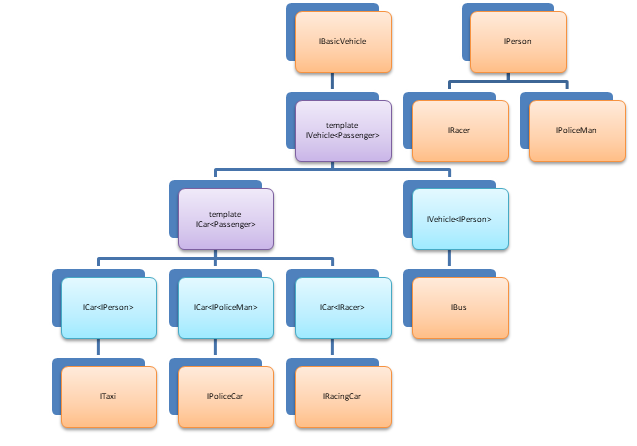 IBasicVehicle
IPerson
template
IVehicle<Passenger>
IRacer
IPoliceMan
template
ICar<Passenger>
IVehicle<IPerson>
ICar<IPerson>
ICar<IPoliceMan>
ICar<IRacer>
IBus
ITaxi
IPoliceCar
IRacingCar